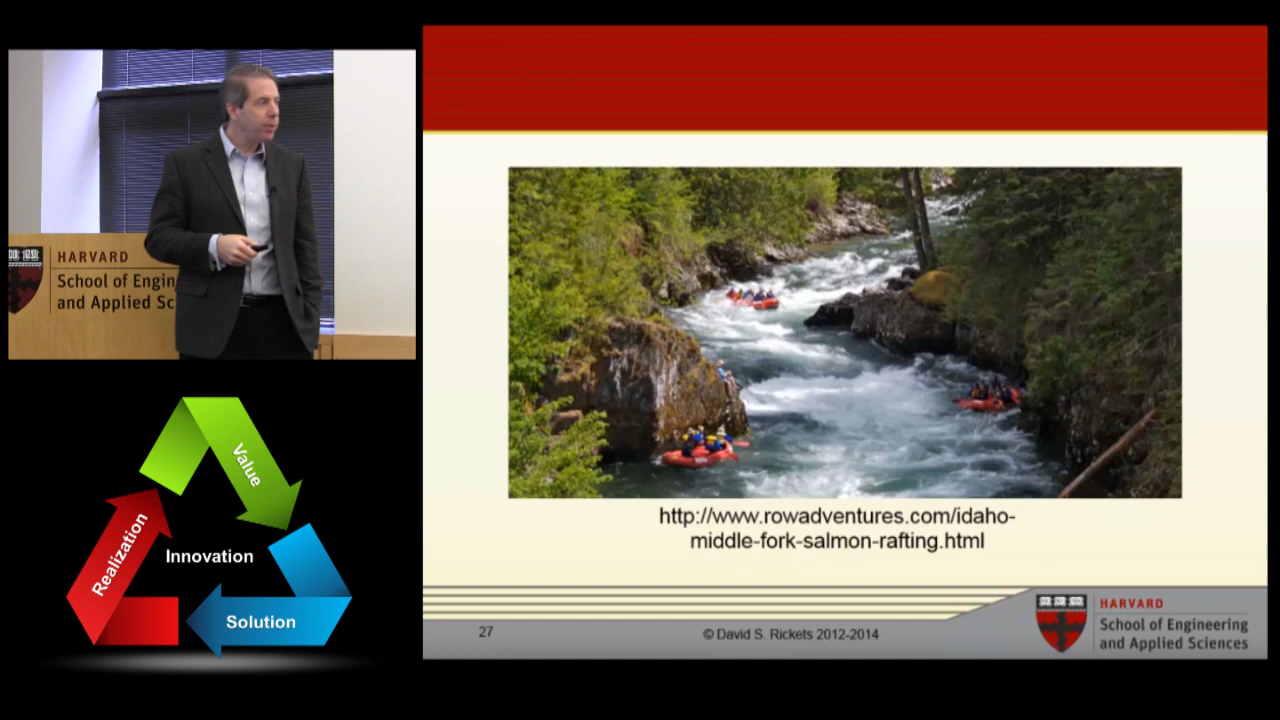 HARVARD
School of Engin
and Applied Sc
Value
Realization
Innovation
Solution
http://www.rowadventures.com/idaho-
middle-fork-salmon-rafting.html
27
© David S. Rickets 2012-2014
HARVARD
School of Engineering
and Applied Sciences